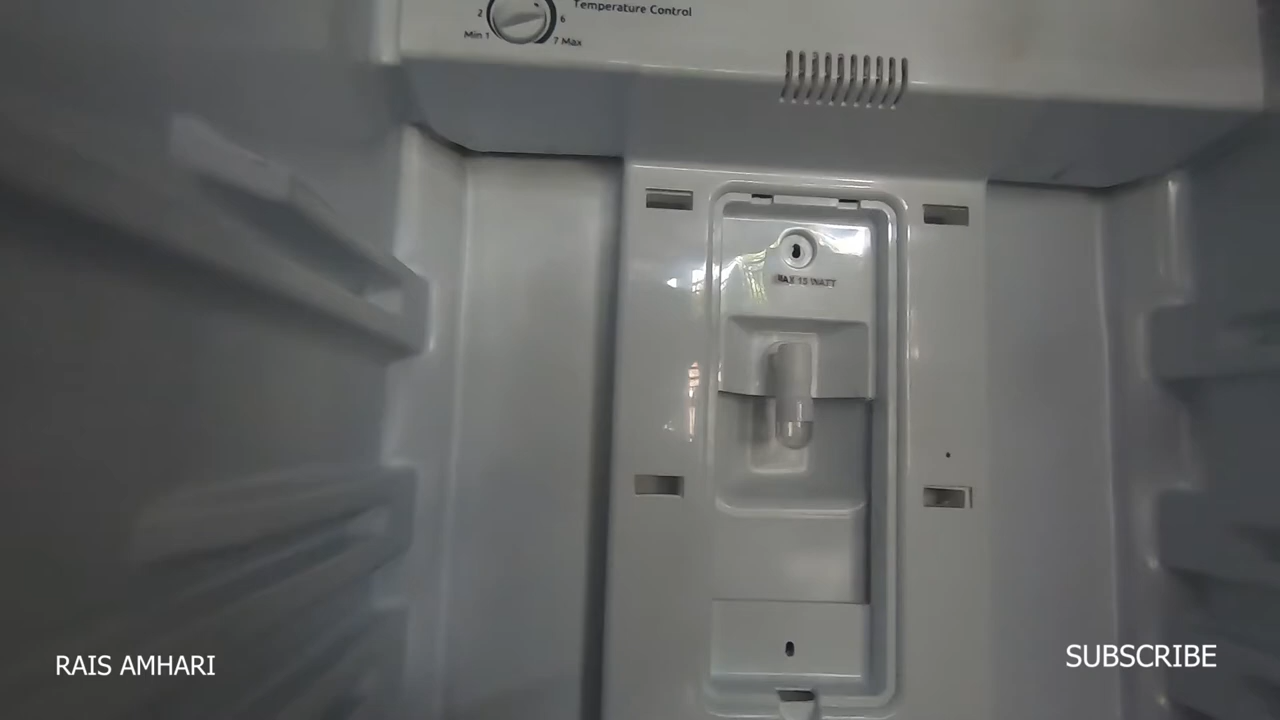 Temperature Control
2
6
Min 1
7 Max
MAX 15 WATT
RAIS AMHARI
SUBSCRIBE